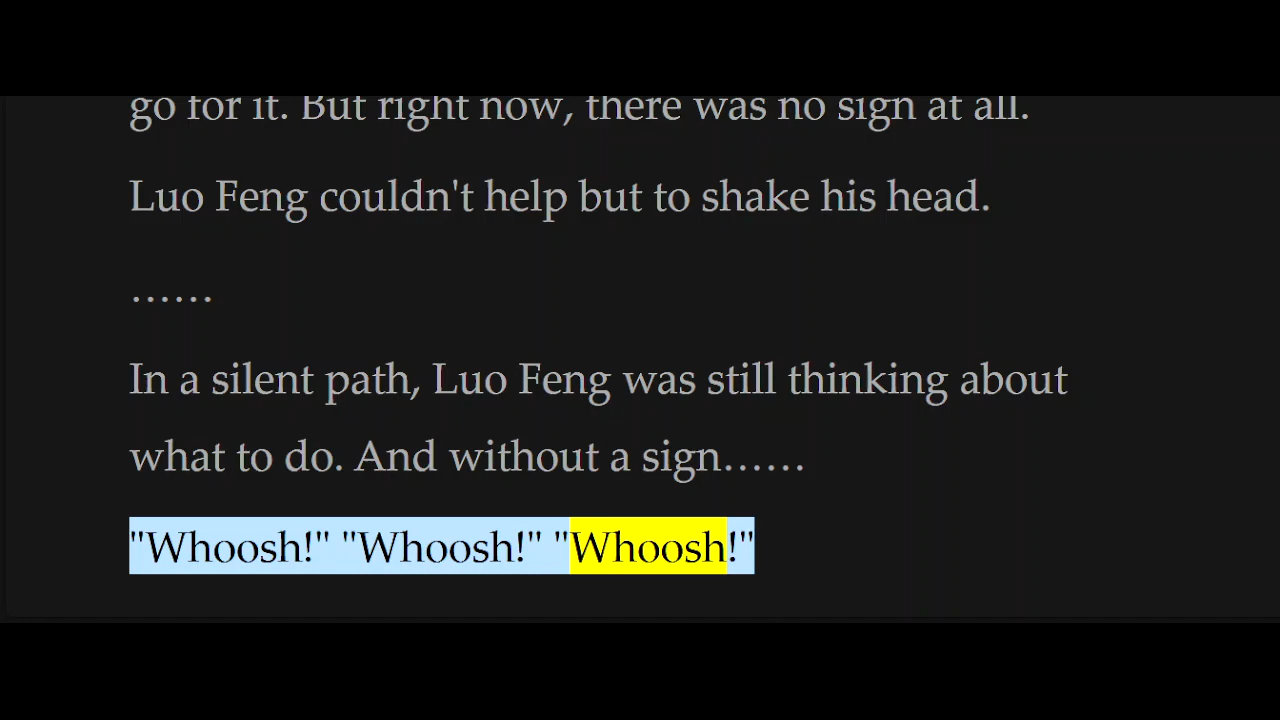 go for it. But right now, there was no sign at all.
Luo Feng couldn't help but to shake his head.
……
In a silent path, Luo Feng was still thinking about
what to do. And without a sign……
"Whoosh!" "Whoosh!" "Whoosh!"